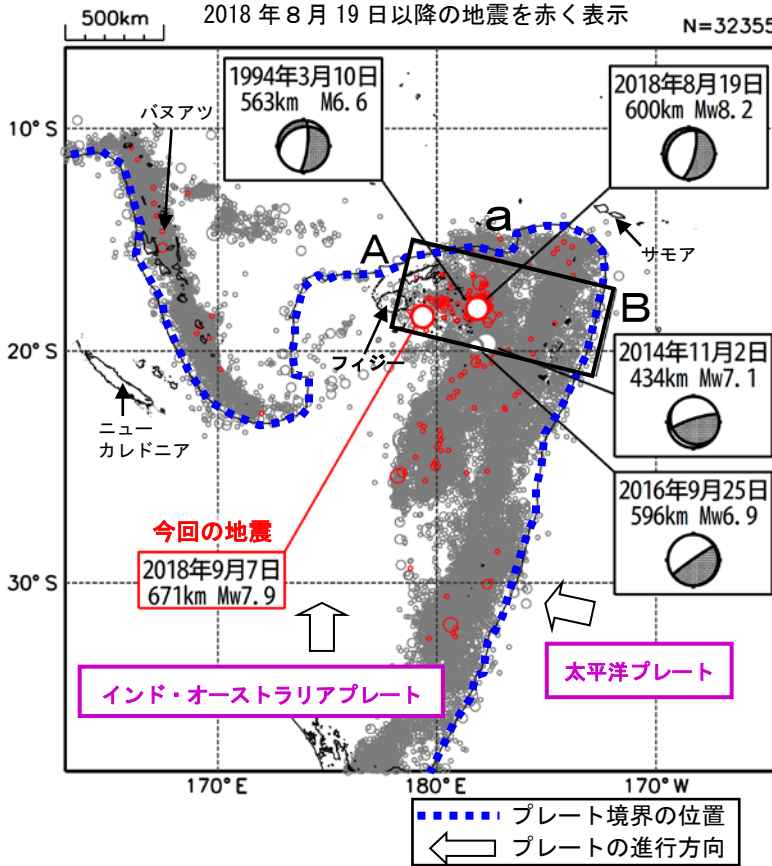 500km
2018年8月19日以降の地震を赤く表示
N=32355
1994年3月10日
563km M6.6
2018年8月19日
600km Mw8.2
バヌアツ
10°S
a
A
サモア
B
フィジー
20°S
2014年11月2日
434km Mw7.1
ニュー
カレドニア
2016年9月25日
596km Mw6.9
今回の地震
2018年9月7日
671km Mw7.9
30°S
太平洋プレート
インド・オーストラリアプレート
170°E
180°E
170°W
プレート境界の位置
プレートの進行方向